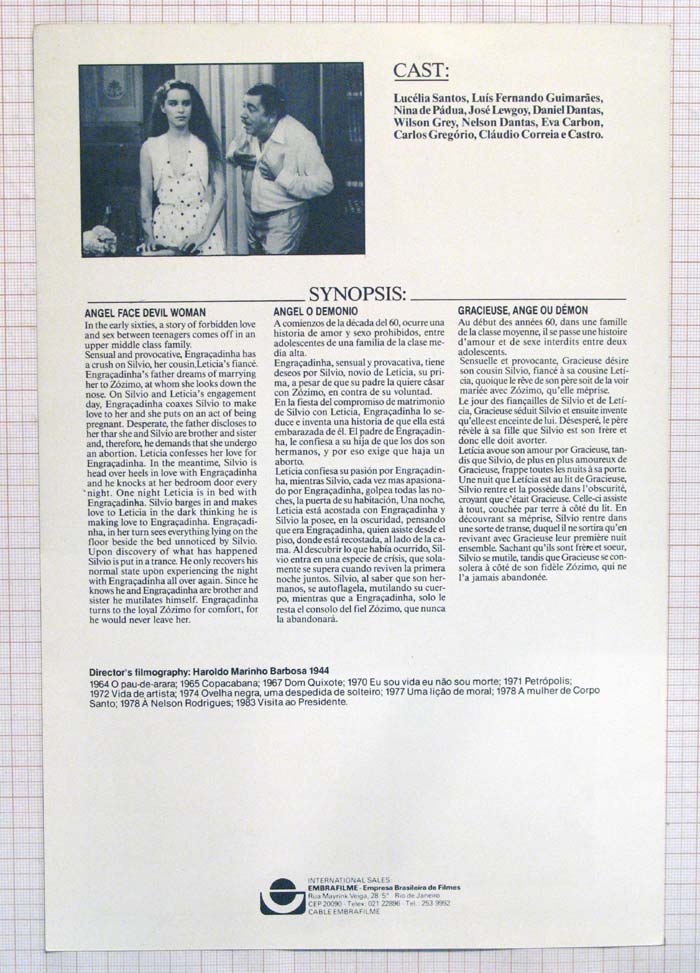 CAST:
Lucélia Santos, Luís Fernando Guimarães,
Nina de Pádua, José Lewgoy, Daniel Dantas,
Wilson Grey, Nelson Dantas, Eva Carbon,
Carlos Gregório, Cláudio Correia e Castro.
SYNOPSIS:
ANGEL FACE DEVIL WOMAN
In the early sixties, a story of forbidden love
and sex between teenagers comes off in an
upper middle class family.
Sensual and provocative, Engraçadinha has
a crush on Silvio, her cousin, Leticia's fiancé.
Engraçadinha's father dreams of marrying
her to Zózimo, at whom she looks down the
nose. On Silvio and Leticia's engagement
day, Engraçadinha coaxes Silvio to make
love to her and she puts on an act of being
pregnant. Desperate, the father discloses to
her thar she and Silvio are brother and sister
and, therefore, he demands that she undergo
an abortion. Leticia confesses her love for
Engraçadinha. In the meantime, Silvio is
head over heels in love with Engraçadinha
and he knocks at her bedroom door every
night. One night Leticia is in bed with
Engraçadinha. Silvio barges in and makes
love to Leticia in the dark thinking he is
making love to Engraçadinha. Engraçadi-
nha, in her turn sees everything lying on the
floor beside the bed unnoticed by Silvio.
Upon discovery of what has happened
Silvio is put in a trance. He only recovers his
normal state upon experiencing the night
with Engraçadinha all over again. Since he
knows he and Engraçadinha are brother and
sister he mutilates himself. Engraçadinha
turns to the loyal Zózimo for comfort, for
he would never leave her.
ANGEL O DEMONIO
A comienzos de la década del 60, ocurre una
historia de amor y sexo prohibidos, entre
adolescentes de una familia de la clase me-
dia alta.
Engraçadinha, sensual y provacativa, tiene
deseos por Silvio, novio de Leticia, su pri-
ma, a pesar de que su padre la quiere cásar
con Zózimo, en contra de su voluntad.
En la fiesta del compromiso de matrimonio
de Silvio con Leticia, Engraçadinha lo se-
duce e inventa una historia de que ella está
embarazada de él. El padre de Engraçadin-
ha, le confiesa a su hija de que los dos son
hermanos, y por eso exige que haja un
aborto.
Leticia confiesa su pasión por Engraçadin-
ha, mientras Silvio, cada vez mas apasiona-
do por Engraçadinha, golpea todas las no-
ches, la puerta de su habitación, Una noche,
Leticia está acostada con Engraçadinha y
Silvio la posee, en la oscuridad, pensando
que era Engraçadinha, quien asiste desde el
piso, donde está recostada, al lado de la ca-
ma. Al descubrir lo que había ocurrido, Sil-
vio entra en una especie de crisis, que sola-
mente se supera cuando reviven la primera
noche juntos. Silvio, al saber que son her-
manos, se autoflagela, mutilando su cuer-
po, mientras que a Engraçadinha, solo le
resta el consolo del fiel Zózimo, que nunca
la abandonará.
GRACIEUSE, ANGE OU DÉMON
Au début des années 60, dans une famille
de la classe moyenne, il se passe une histoire
d'amour et de sexe interdits entre deux
adolescents.
Sensuelle et provocante, Gracieuse désire
son cousin Silvio, fiancé à sa cousine Letí-
cia, quoique le rêve de son père soit de la voir
mariée avec Zózimo, qu'elle méprise.
Le jour des fiançailles de Silvio et de Letí-
cia, Gracieuse séduit Silvio et ensuite invente
qu'elle est enceinte de lui. Désespéré, le père
révèle à sa fille que Silvio est son frère et
donc elle doit avorter.
Letícia avoue son amour por Gracieuse, tan-
dis que Silvio, de plus en plus amoureux de
Gracieuse, frappe toutes les nuits à sa porte.
Une nuit que Letícia est au lit de Gracieuse,
Silvio rentre et la possède dans l'obscurité,
croyant que c'était Gracieuse. Celle-ci assiste
à tout, couchée par terre à côté du lit. En
découvrant sa méprise, Silvio rentre dans
une sorte de transe, duquel il ne sortira qu'en
revivant avec Gracieuse leur première nuit
ensemble. Sachant qu'ils sont frère et soeur,
Silvio se mutile, tandis que Gracieuse se con-
solera à côté de son fidèle Zózimo, qui ne
l'a jamais abandonée.
Director's filmography: Haroldo Marinho Barbosa 1944
1964 O pau-de-arara; 1965 Copacabana; 1967 Dom Quixote; 1970 Eu sou vida eu não sou morte; 1971 Petrópolis;
1972 Vida de artista; 1974 Ovelha negra, uma despedida de solteiro; 1977 Uma lição de moral; 1978 A mulher de Corpo
Santo; 1978 A Nelson Rodrigues; 1983 Visita ao Presidente.
INTERNATIONAL SALES
EMBRAFILME - Empresa Brasileira de Filmes
Rua Mayrink Veiga, 28 5º Rio de Janeiro
CEP 20090 - Telex: 021 22896 - Tel.: 253 9992
CABLE EMBRAFILME